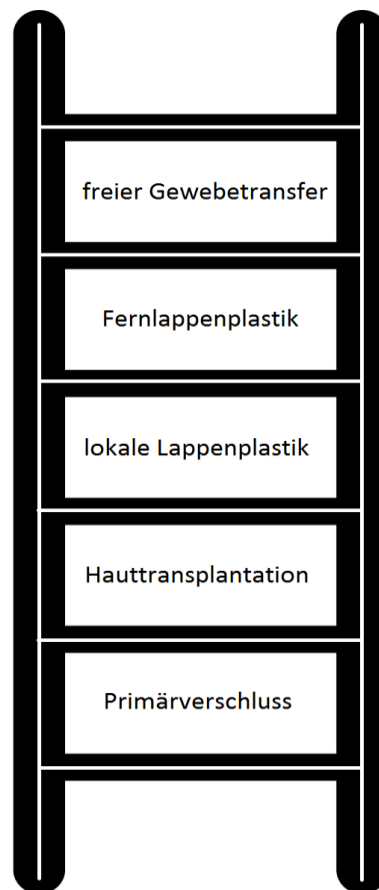 freier Gewebetransfer
Fernlappenplastik
lokale Lappenplastik
Hauttransplantation
Primärverschluss